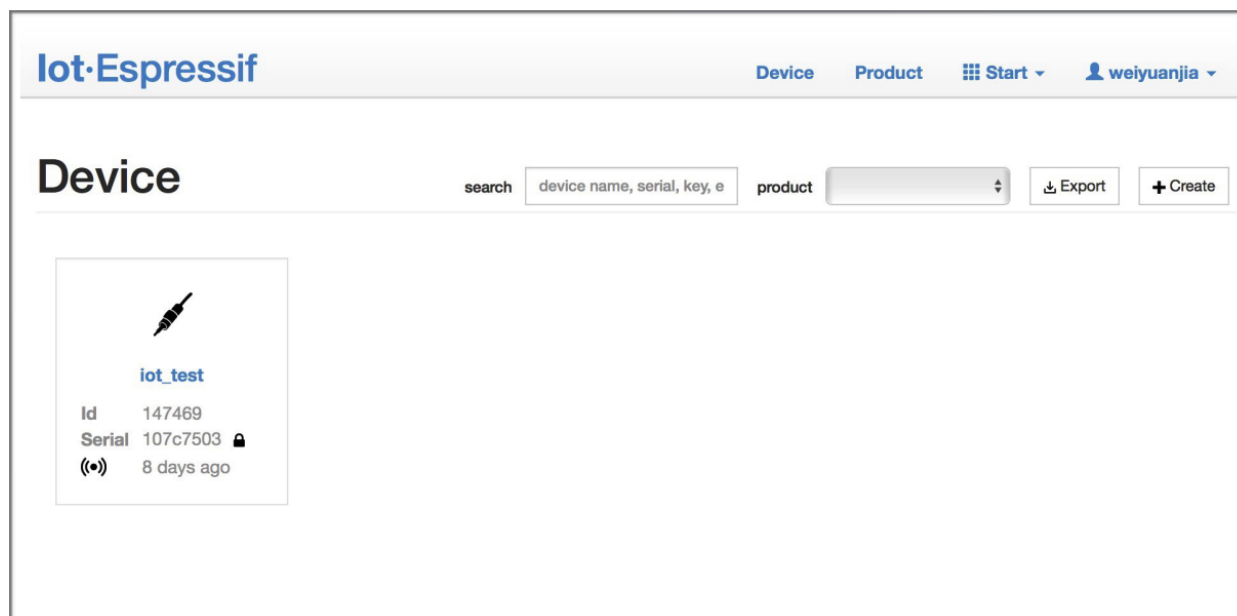 Iot·Espressif
Device Product Start weiyuanjia
Device
search device name, serial, key, e product Export Create
iot_test
Id 147469
Serial 107c7503
8 days ago